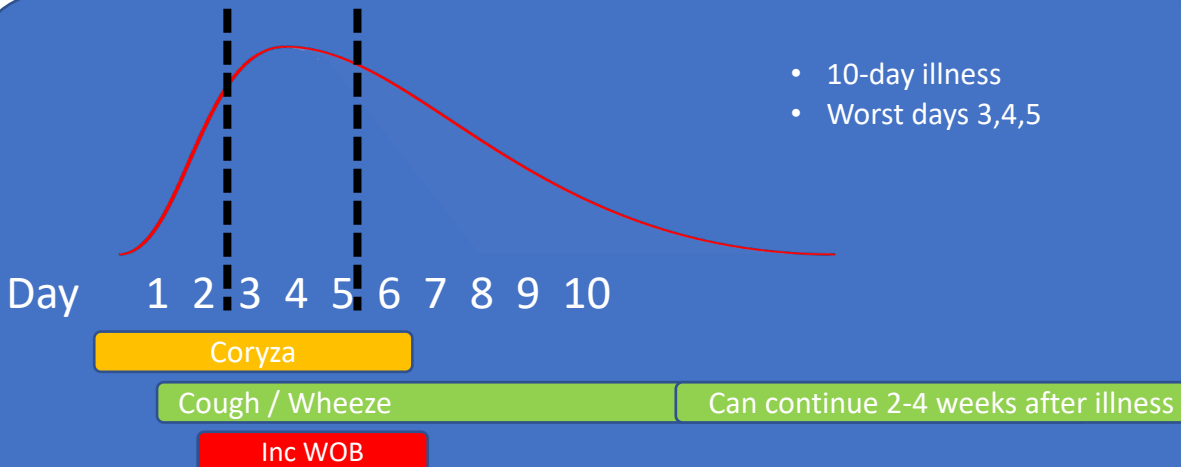 • 10-day illness
• Worst days 3,4,5
Day 1 2 3 4 5 6 7 8 9 10
Coryza
Cough / Wheeze Can continue 2-4 weeks after illness
Inc WOB